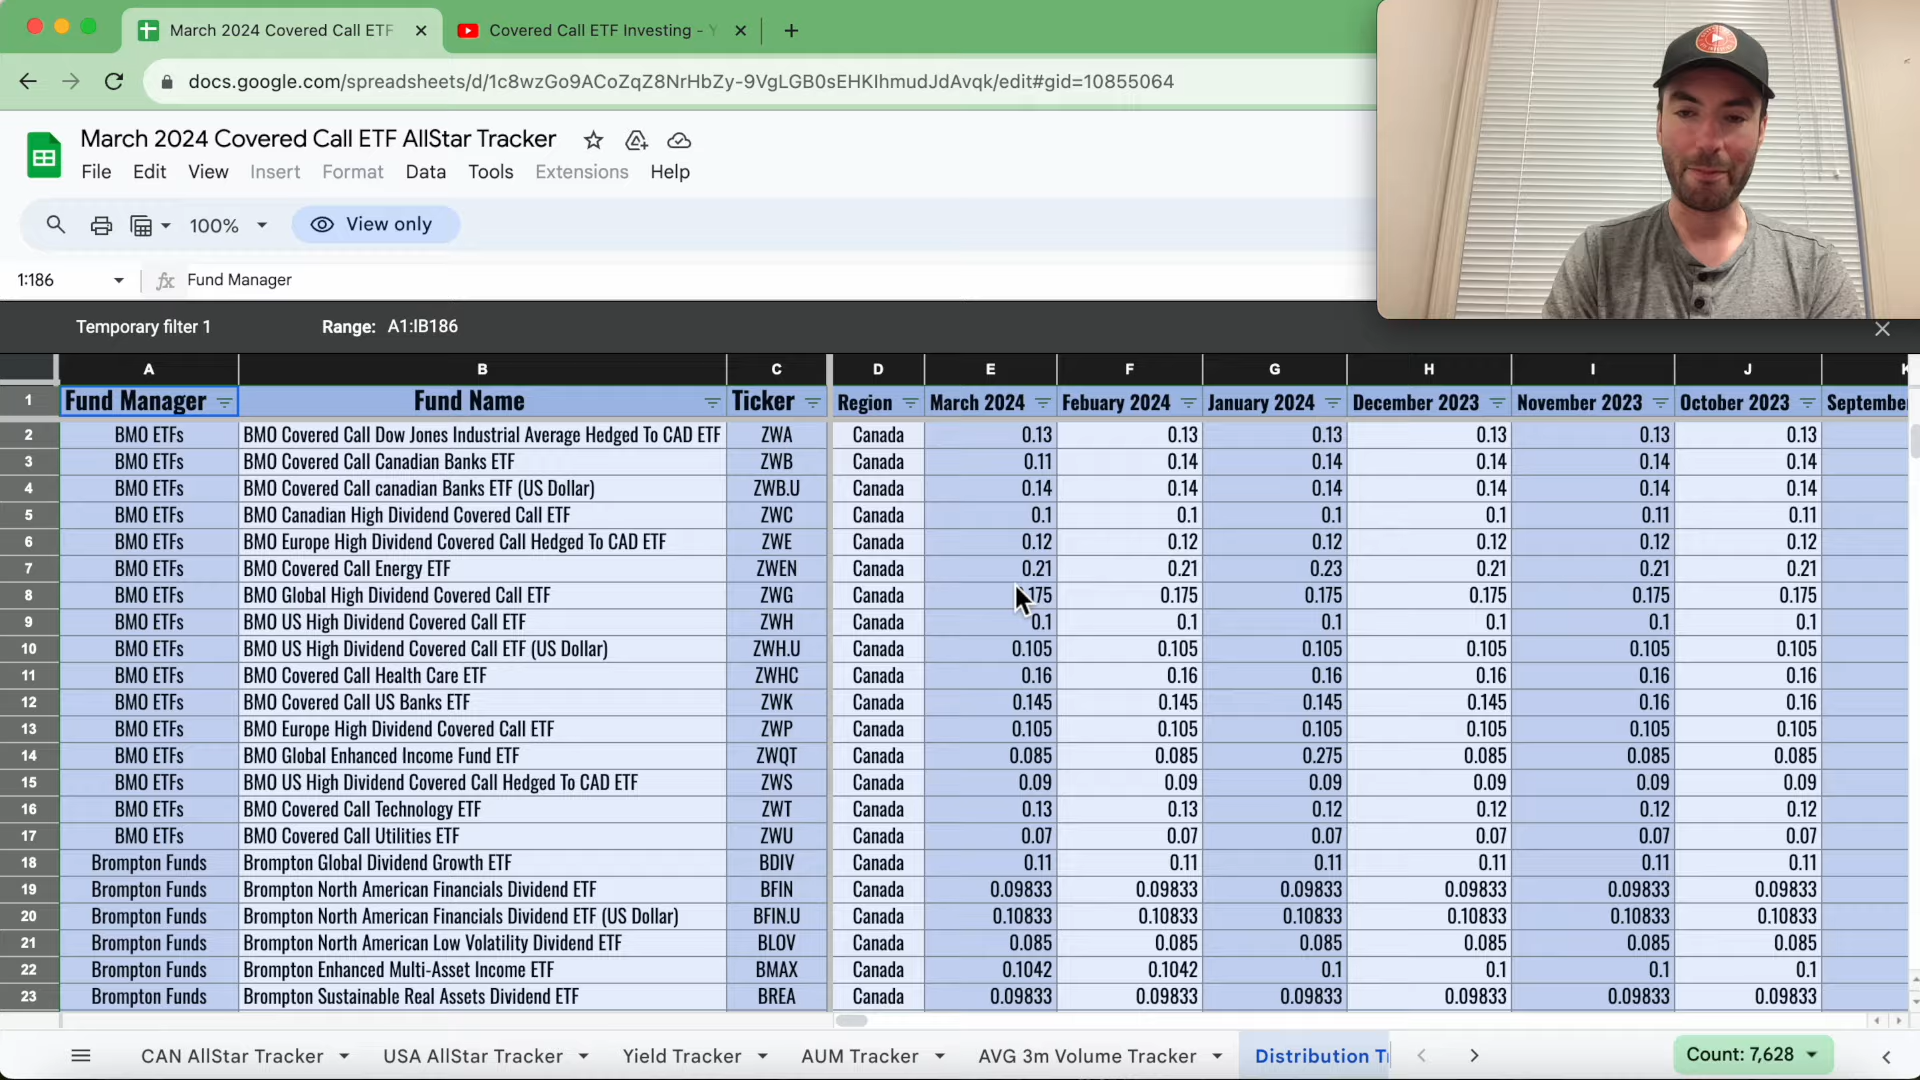 March 2024 Covered Call ETF
Covered Call ETF Investing - Y
docs.google.com/spreadsheets/d/1c8wzGo9ACoZqZ8NrHbZy-9VgLGB0sEHKIhmudJdAvqk/edit#gid=10855064
March 2024 Covered Call ETF AllStar Tracker
File Edit View Insert Format Data Tools Extensions Help
100% View only
1:186 fx Fund Manager
Temporary filter 1 Range: A1:IB186
A B C D E F G H I J K
1 Fund Manager Fund Name Ticker Region March 2024 Febuary 2024 January 2024 December 2023 November 2023 October 2023 September
2 BMO ETFs BMO Covered Call Dow Jones Industrial Average Hedged To CAD ETF ZWA Canada 0.13 0.13 0.13 0.13 0.13 0.13
3 BMO ETFs BMO Covered Call Canadian Banks ETF ZWB Canada 0.11 0.14 0.14 0.14 0.14 0.14
4 BMO ETFs BMO Covered Call canadian Banks ETF (US Dollar) ZWB.U Canada 0.14 0.14 0.14 0.14 0.14 0.14
5 BMO ETFs BMO Canadian High Dividend Covered Call ETF ZWC Canada 0.1 0.1 0.1 0.1 0.11 0.11
6 BMO ETFs BMO Europe High Dividend Covered Call Hedged To CAD ETF ZWE Canada 0.12 0.12 0.12 0.12 0.12 0.12
7 BMO ETFs BMO Covered Call Energy ETF ZWEN Canada 0.21 0.21 0.23 0.21 0.21 0.21
8 BMO ETFs BMO Global High Dividend Covered Call ETF ZWG Canada 175 0.175 0.175 0.175 0.175 0.175
9 BMO ETFs BMO US High Dividend Covered Call ETF ZWH Canada 0.1 0.1 0.1 0.1 0.1 0.1
10 BMO ETFs BMO US High Dividend Covered Call ETF (US Dollar) ZWH.U Canada 0.105 0.105 0.105 0.105 0.105 0.105
11 BMO ETFs BMO Covered Call Health Care ETF ZWHC Canada 0.16 0.16 0.16 0.16 0.16 0.16
12 BMO ETFs BMO Covered Call US Banks ETF ZWK Canada 0.145 0.145 0.145 0.145 0.16 0.16
13 BMO ETFs BMO Europe High Dividend Covered Call ETF ZWP Canada 0.105 0.105 0.105 0.105 0.105 0.105
14 BMO ETFs BMO Global Enhanced Income Fund ETF ZWQT Canada 0.085 0.085 0.275 0.085 0.085 0.085
15 BMO ETFs BMO US High Dividend Covered Call Hedged To CAD ETF ZWS Canada 0.09 0.09 0.09 0.09 0.09 0.09
16 BMO ETFs BMO Covered Call Technology ETF ZWT Canada 0.13 0.13 0.12 0.12 0.12 0.12
17 BMO ETFs BMO Covered Call Utilities ETF ZWU Canada 0.07 0.07 0.07 0.07 0.07 0.07
18 Brompton Funds Brompton Global Dividend Growth ETF BDIV Canada 0.11 0.11 0.11 0.11 0.11 0.11
19 Brompton Funds Brompton North American Financials Dividend ETF BFIN Canada 0.09833 0.09833 0.09833 0.09833 0.09833 0.09833
20 Brompton Funds Brompton North American Financials Dividend ETF (US Dollar) BFIN.U Canada 0.10833 0.10833 0.10833 0.10833 0.10833 0.10833
21 Brompton Funds Brompton North American Low Volatility Dividend ETF BLOV Canada 0.085 0.085 0.085 0.085 0.085 0.085
22 Brompton Funds Brompton Enhanced Multi-Asset Income ETF BMAX Canada 0.1042 0.1042 0.1 0.1 0.1 0.1
23 Brompton Funds Brompton Sustainable Real Assets Dividend ETF BREA Canada 0.09833 0.09833 0.09833 0.09833 0.09833 0.09833
CAN AllStar Tracker USA AllStar Tracker Yield Tracker AUM Tracker AVG 3m Volume Tracker Distribution Tr Count: 7,628